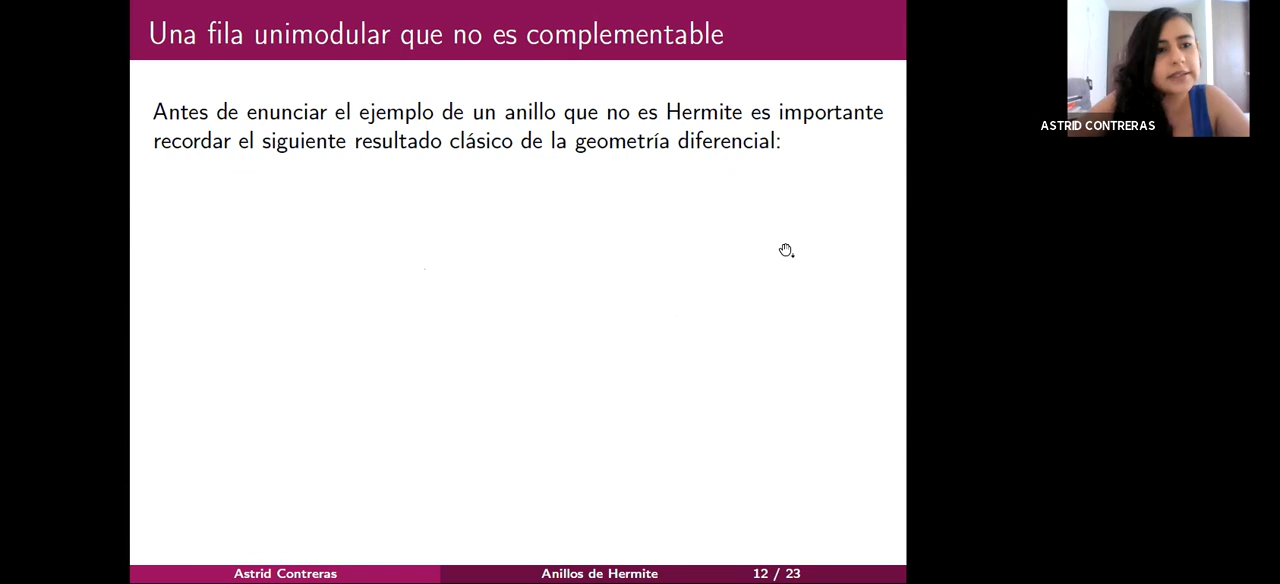 Una fila unimodular que no es complementable
Antes de enunciar el ejemplo de un anillo que no es Hermite es importante
recordar el siguiente resultado clásico de la geometría diferencial:
ASTRID CONTRERAS
Astrid Contreras
Anillos de Hermite
12 / 23